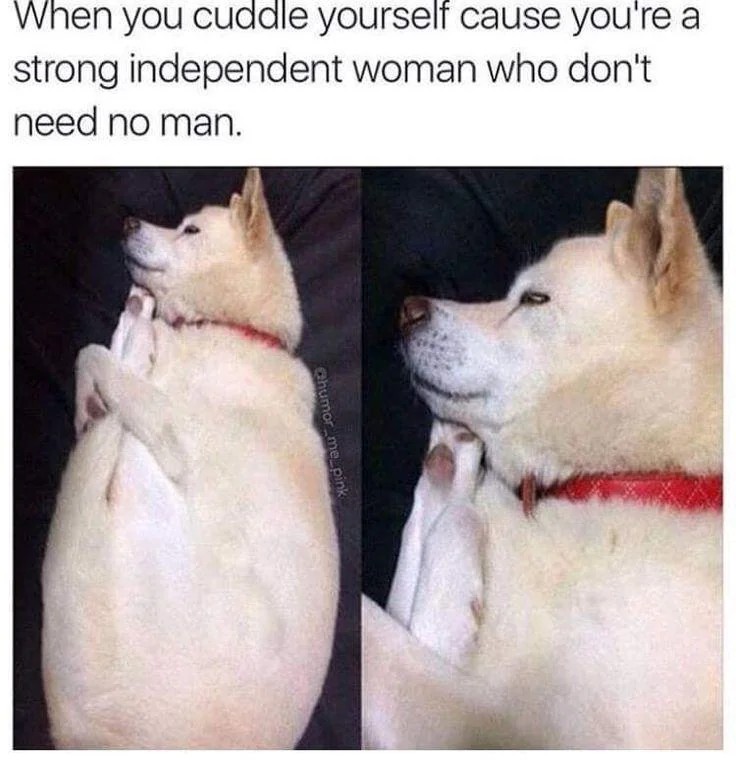 When you cuddle yourself cause you're a
strong independent woman who don't
need no man.
@humor_me_pink